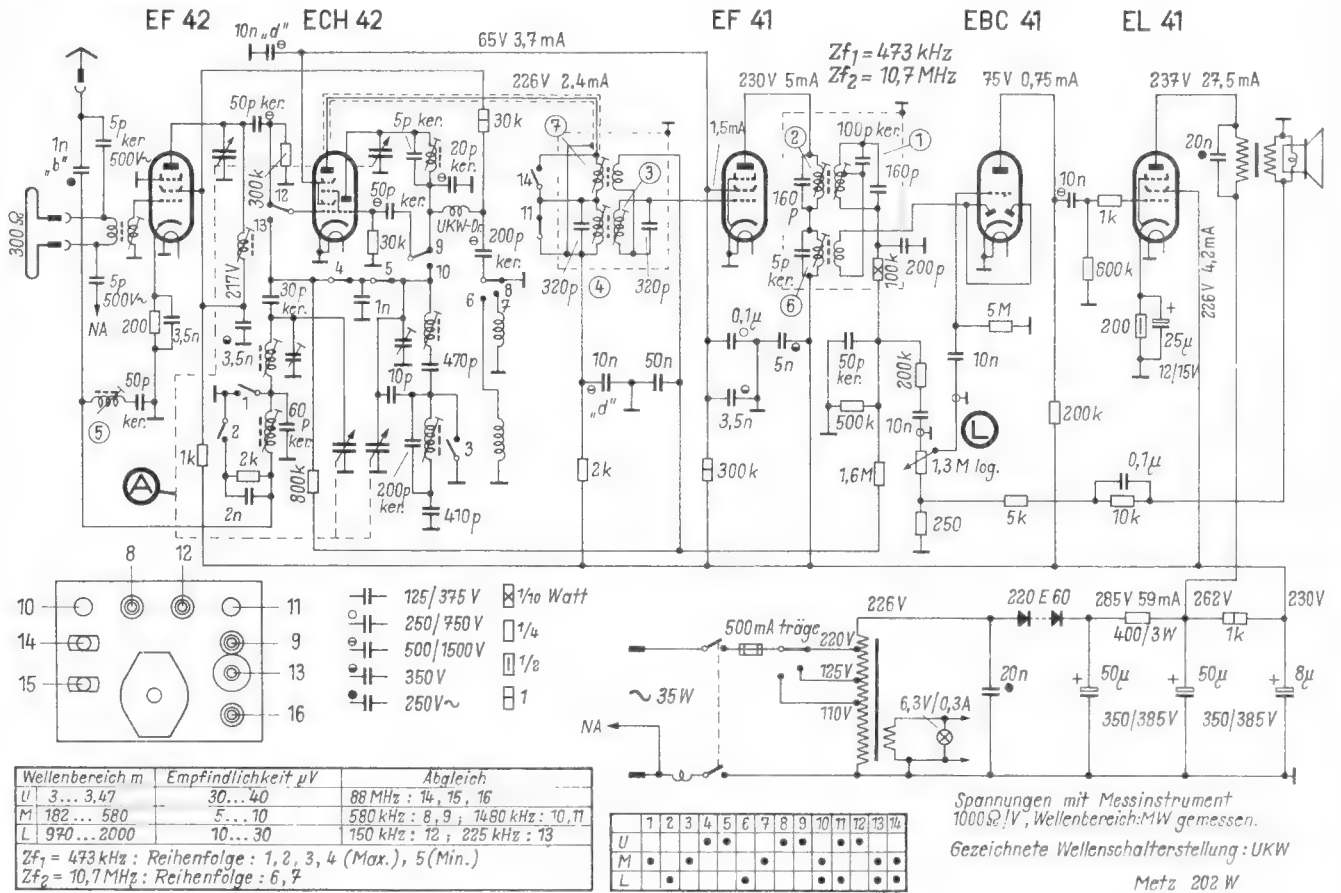 EF 42 ECH 42 EF 41 EBC 41 EL 41
10n „d"
65V 3,7mA
Zf₁ = 473 kHz
Zf₂ = 10,7 MHz
226V 2,4mA
230V 5mA
75V 0,75mA
237V 27,5mA
50p ker.
5p ker.
500V~
1n „b"
5p ker.
20p ker.
30k
7
100p ker.
1
2
1,5mA
20n
300k
12
50p ker.
14
3
160p
160p
10n
1k
300Ω
13
217V
30k
UKW-Dr.
9
10
11
200p ker.
320p
4
320p
5p ker.
6
100k
200p
600k
226V 4,2mA
5p
500V~
NA
200
3,5n
3,5n
30p ker.
4
5
1n
6
8
7
470p
0,1µ
5n
50p ker.
200k
5M
10n
200
25µ
12/15V
10n „d"
50n
3,5n
500k
10n
L
200k
5
50p ker.
1
2
60p ker.
10p
3
1k
2k
2n
800k
200p ker.
410p
2k
300k
1,6M
1,3M log.
0,1µ
A
250
5k
10k
8 12
10 11
14 9
13
15 16
125/375 V
250/750 V
500/1500 V
350 V
250 V~
1/10 Watt
1/4
1/2
1
226V
500mA träge
220V
125V
110V
~ 35W
NA
6,3V/0,3A
220 E 60
285V 59mA
262V
230V
400/3W
1k
20n
50µ
350/385V
50µ
350/385V
8µ
Wellenbereich m Empfindlichkeit µV Abgleich
U 3...3,47 30...40 88 MHz : 14, 15, 16
M 182...580 5...10 580 kHz : 8, 9 ; 1480 kHz : 10, 11
L 970...2000 10...30 150 kHz : 12 ; 225 kHz : 13
Zf₁ = 473 kHz : Reihenfolge : 1, 2, 3, 4 (Max.), 5 (Min.)
Zf₂ = 10,7 MHz : Reihenfolge : 6, 7
1 2 3 4 5 6 7 8 9 10 11 12 13 14
U
M
L
Spannungen mit Messinstrument
1000Ω/V, Wellenbereich: MW gemessen.
Gezeichnete Wellenschalterstellung : UKW
Metz 202 W